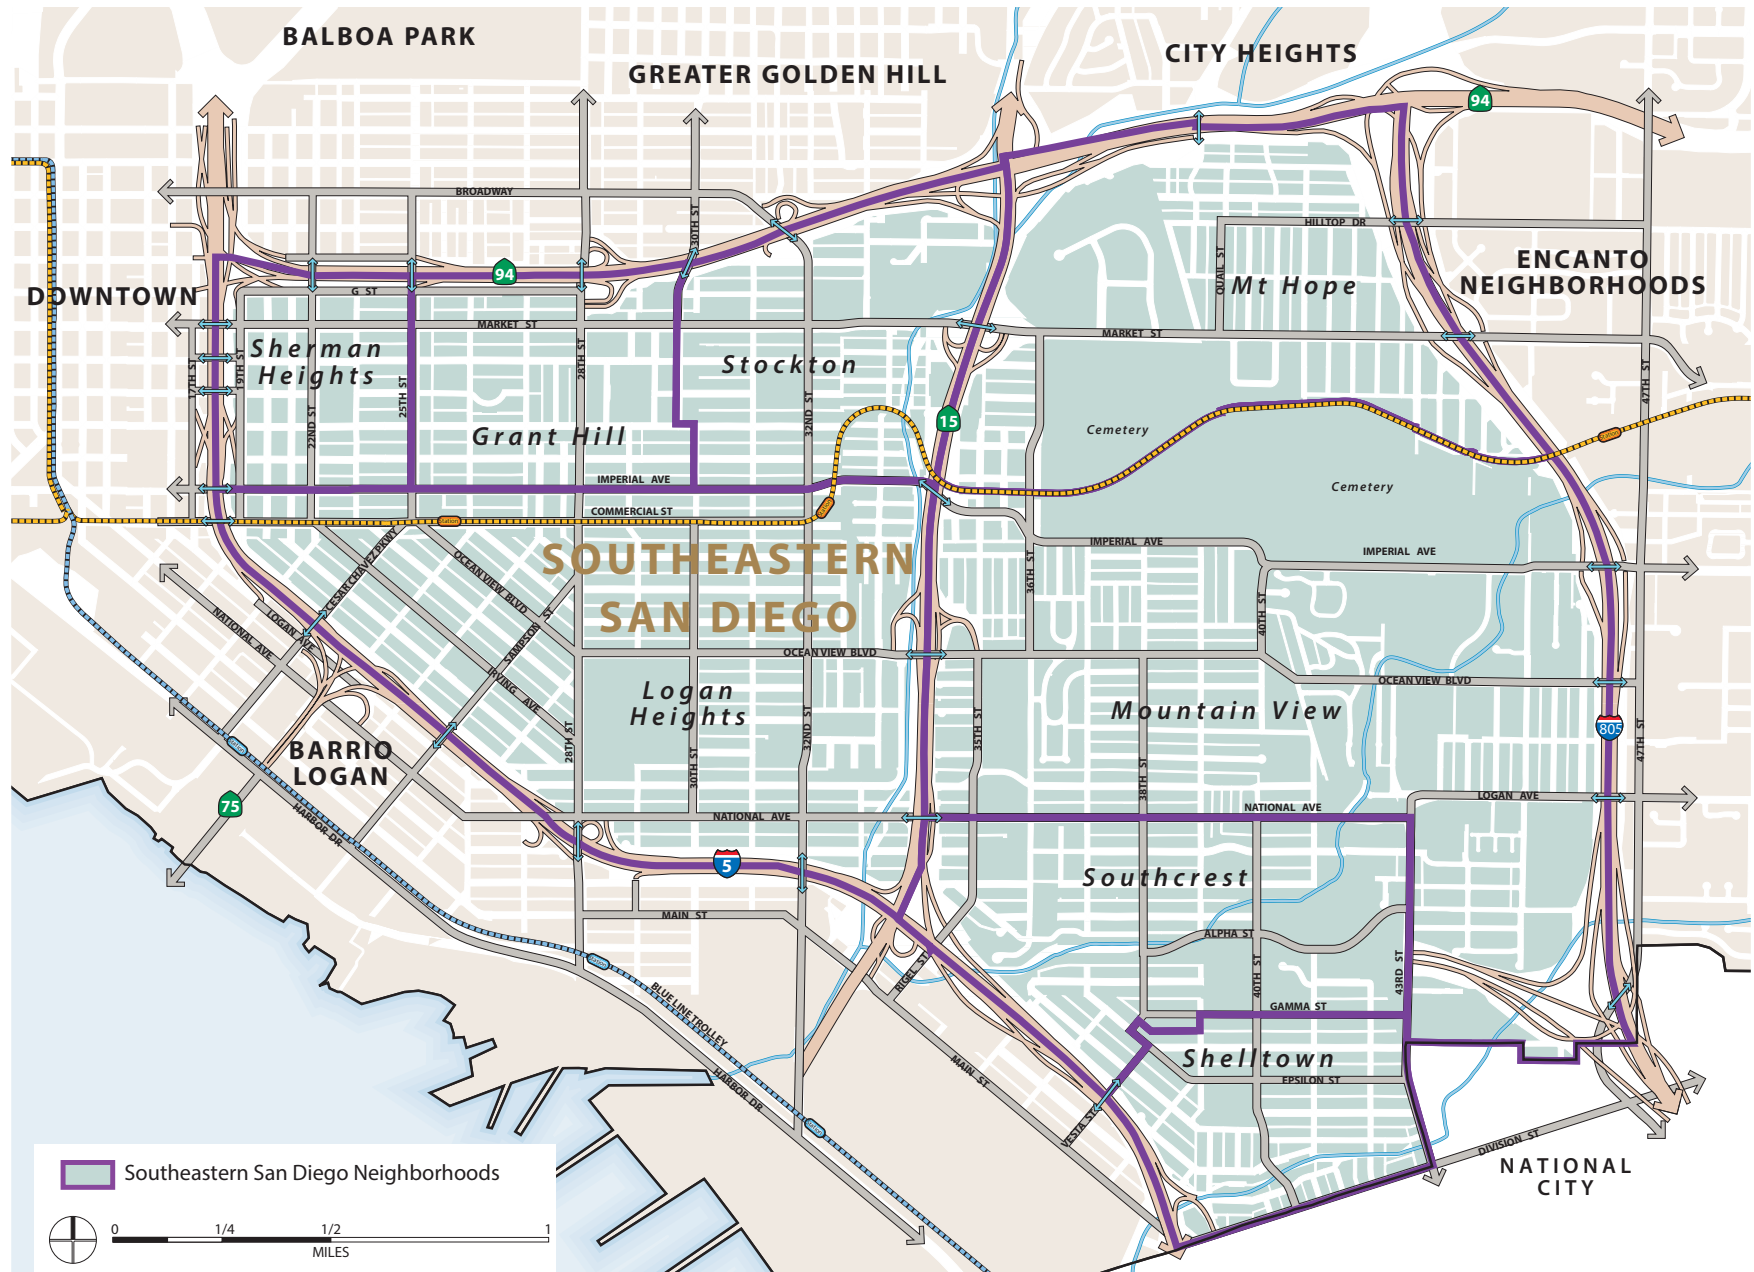 BALBOA PARK
GREATER GOLDEN HILL
CITY HEIGHTS
94
BROADWAY
30TH ST
HILLTOP DR
QUAIL ST
Mt Hope
ENCANTO
NEIGHBORHOODS
DOWNTOWN
94
G ST
MARKET ST
MARKET ST
Sherman
Heights
17TH ST
19TH ST
22ND ST
25TH ST
28TH ST
Stockton
32ND ST
47TH ST
15
Grant Hill
Cemetery
Station
Cemetery
IMPERIAL AVE
COMMERCIAL ST
Station
Station
SOUTHEASTERN
SAN DIEGO
IMPERIAL AVE
IMPERIAL AVE
36TH ST
40TH ST
CESAR CHAVEZ PKWY
OCEAN VIEW BLVD
SAMPSON ST
IRVING AVE
LOGAN AVE
NATIONAL AVE
OCEAN VIEW BLVD
OCEAN VIEW BLVD
Logan
Heights
Mountain View
28TH ST
30TH ST
32ND ST
35TH ST
38TH ST
805
47TH ST
BARRIO
LOGAN
Station
75
HARBOR DR
NATIONAL AVE
NATIONAL AVE
LOGAN AVE
5
Southcrest
MAIN ST
ALPHA ST
RIGEL ST
40TH ST
43RD ST
Station
BLUE LINE TROLLEY
GAMMA ST
Shelltown
EPSILON ST
MAIN ST
HARBOR DR
VESTA ST
Station
DIVISION ST
NATIONAL
CITY
Southeastern San Diego Neighborhoods
0 1/4 1/2 1
MILES